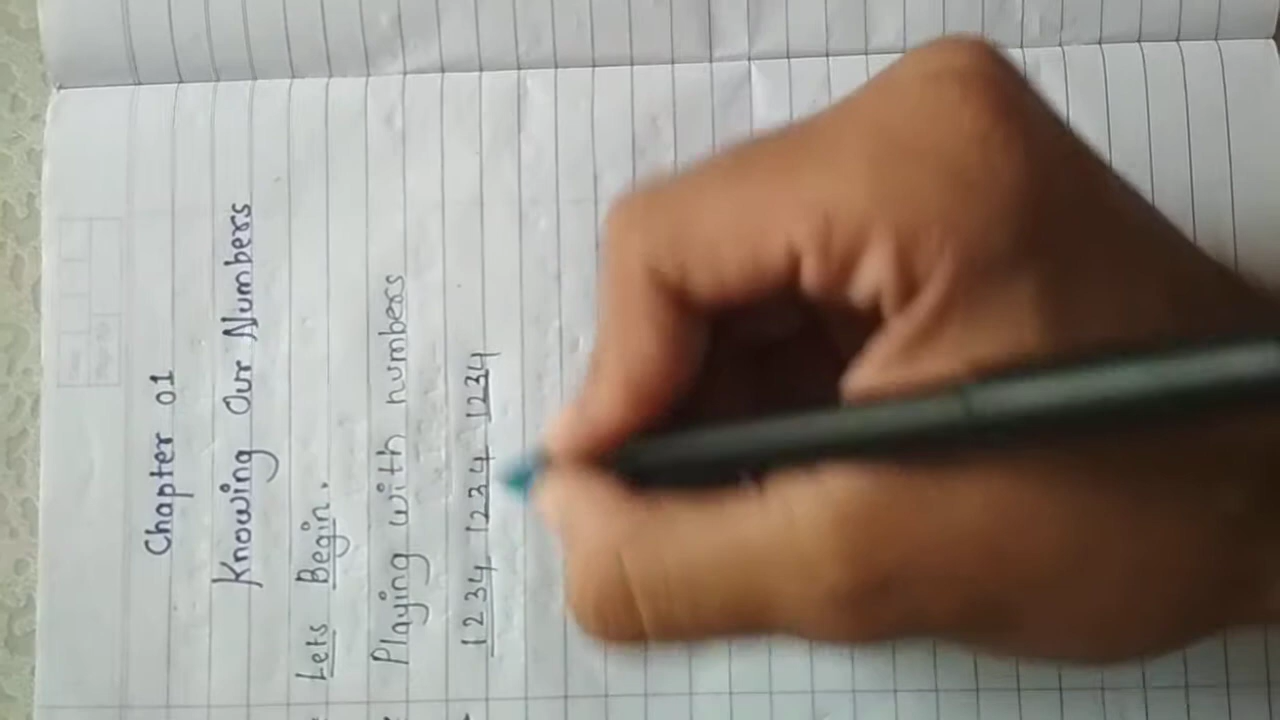 Chapter 01
Knowing Our Numbers
Lets Begin.
Playing with numbers
1234 1234 1234